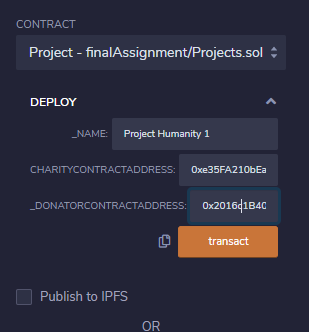 CONTRACT
Project - finalAssignment/Projects.sol
DEPLOY
_NAME: Project Humanity 1
CHARITYCONTRACTADDRESS: 0xe35FA210bEa
_DONATORCONTRACTADDRESS: 0x2016c1B40
transact
Publish to IPFS
OR